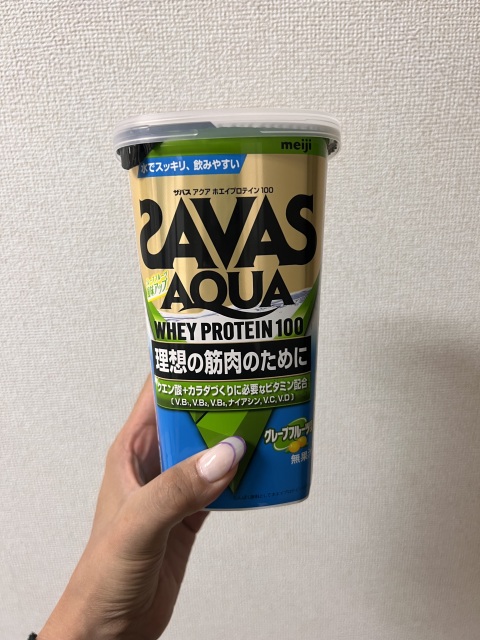 meiji
水でスッキリ、飲みやすい
サバス アクア ホエイプロテイン100
SAVAS
AQUA
WHEY PROTEIN 100
理想の筋肉のために
クエン酸+カラダづくりに必要なビタミン配合
(V.B₁、V.B₂、V.B₆、ナイアシン、V.C、V.D)
グレープフルーツ
無果